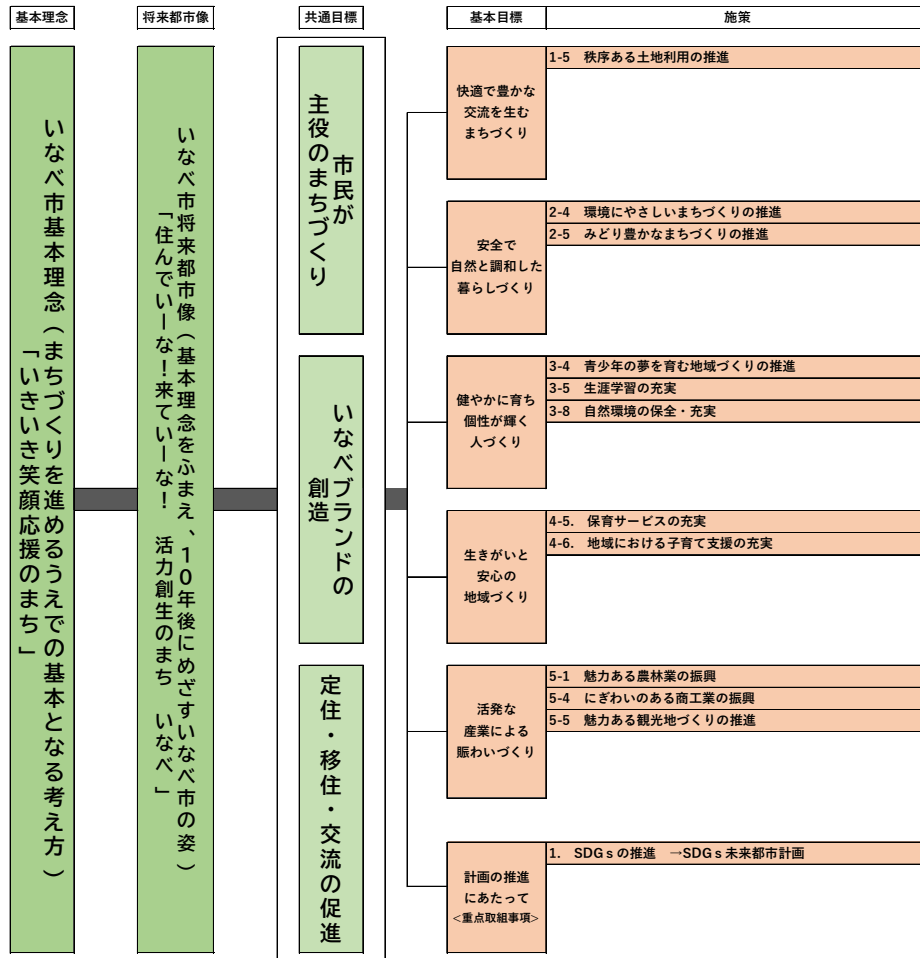 基本理念
将来都市像
共通目標
基本目標
施策
いなべ市基本理念(まちづくりを進めるうえでの基本となる考え方)
「いきいき笑顔応援のまち」
いなべ市将来都市像(基本理念をふまえ、10年後にめざすいなべ市の姿)
「住んでいーな!来ていーな! 活力創生のまち いなべ」
市民が
主役のまちづくり
いなべブランドの
創造
定住・移住・交流の促進
快適で豊かな
交流を生む
まちづくり
1-5 秩序ある土地利用の推進
安全で
自然と調和した
暮らしづくり
2-4 環境にやさしいまちづくりの推進
2-5 みどり豊かなまちづくりの推進
健やかに育ち
個性が輝く
人づくり
3-4 青少年の夢を育む地域づくりの推進
3-5 生涯学習の充実
3-8 自然環境の保全・充実
生きがいと
安心の
地域づくり
4-5. 保育サービスの充実
4-6. 地域における子育て支援の充実
活発な
産業による
賑わいづくり
5-1 魅力ある農林業の振興
5-4 にぎわいのある商工業の振興
5-5 魅力ある観光地づくりの推進
計画の推進
にあたって
<重点取組事項>
1. SDGsの推進 →SDGs未来都市計画